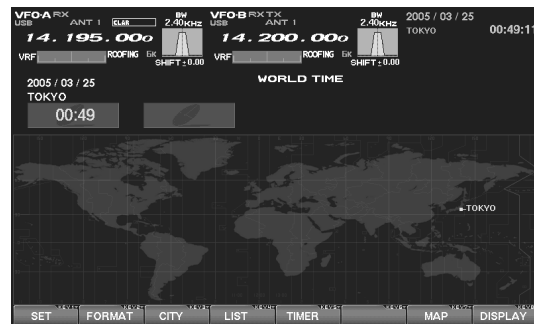 VFO-A RX
USB ANT 1 CLAR
BW
2.40KHz
14. 195. 00o
VRF ROOFING 6K
SHIFT ± 0.00
VFO-B RX TX
USB ANT 1
BW
2.40KHz
14. 200. 00o
VRF ROOFING 6K
SHIFT ± 0.00
2005 / 03 / 25
TOKYO 00:49:11
WORLD TIME
2005 / 03 / 25
TOKYO
00:49
TOKYO
SET FORMAT CITY LIST TIMER MAP DISPLAY